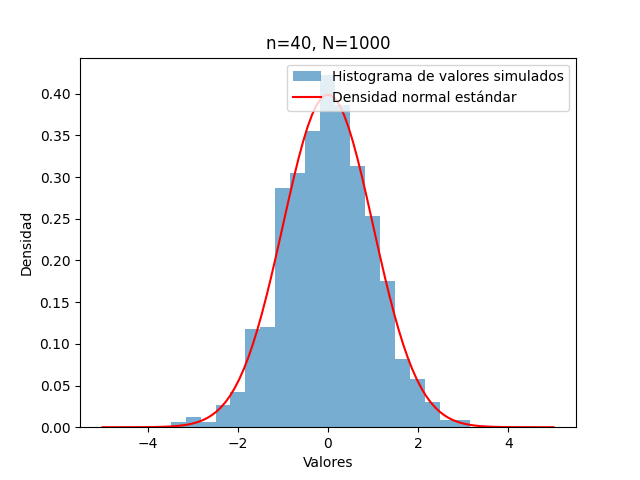 n=40, N=1000
Histograma de valores simulados
Densidad normal estándar
0.40
0.35
0.30
0.25
0.20
0.15
0.10
0.05
0.00
Densidad
−4 −2 0 2 4
Valores